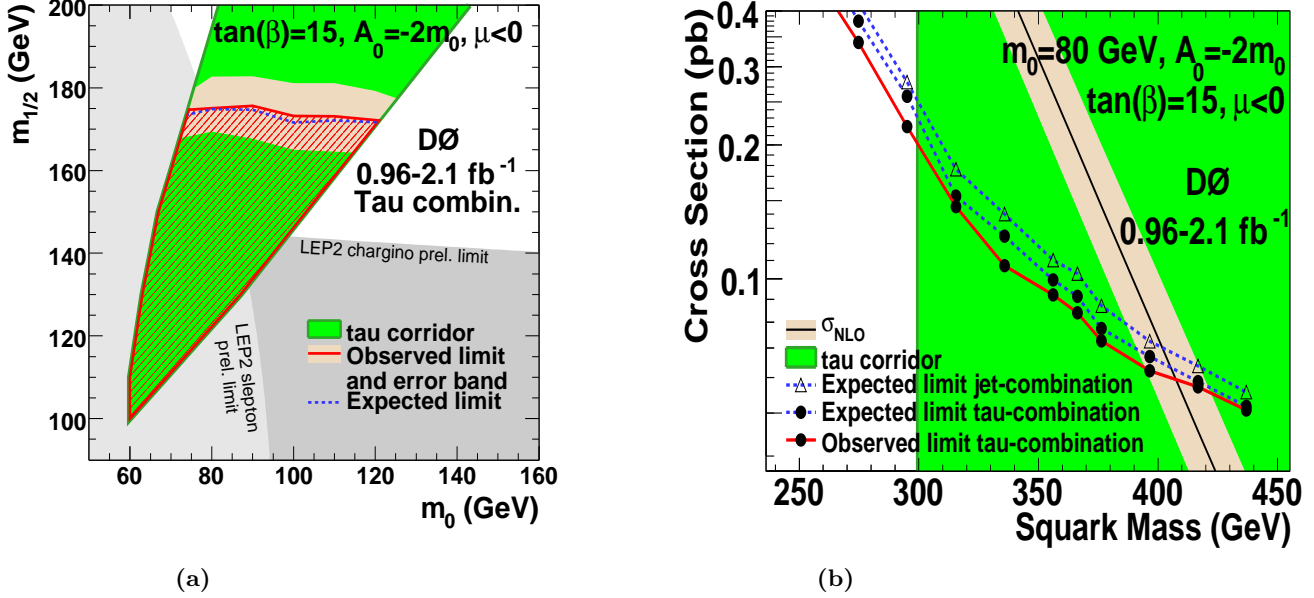 tan(β)=15, A0=-2m0, μ<0
m1/2 (GeV)
200
180
160
140
120
100
DØ
0.96-2.1 fb-1
Tau combin.
LEP2 chargino prel. limit
LEP2 slepton
prel. limit
tau corridor
Observed limit
and error band
Expected limit
60 80 100 120 140 160
m0 (GeV)
(a)
Cross Section (pb)
0.4
0.3
0.2
0.1
m0=80 GeV, A0=-2m0
tan(β)=15, μ<0
DØ
0.96-2.1 fb-1
σNLO
tau corridor
Expected limit jet-combination
Expected limit tau-combination
Observed limit tau-combination
250 300 350 400 450
Squark Mass (GeV)
(b)